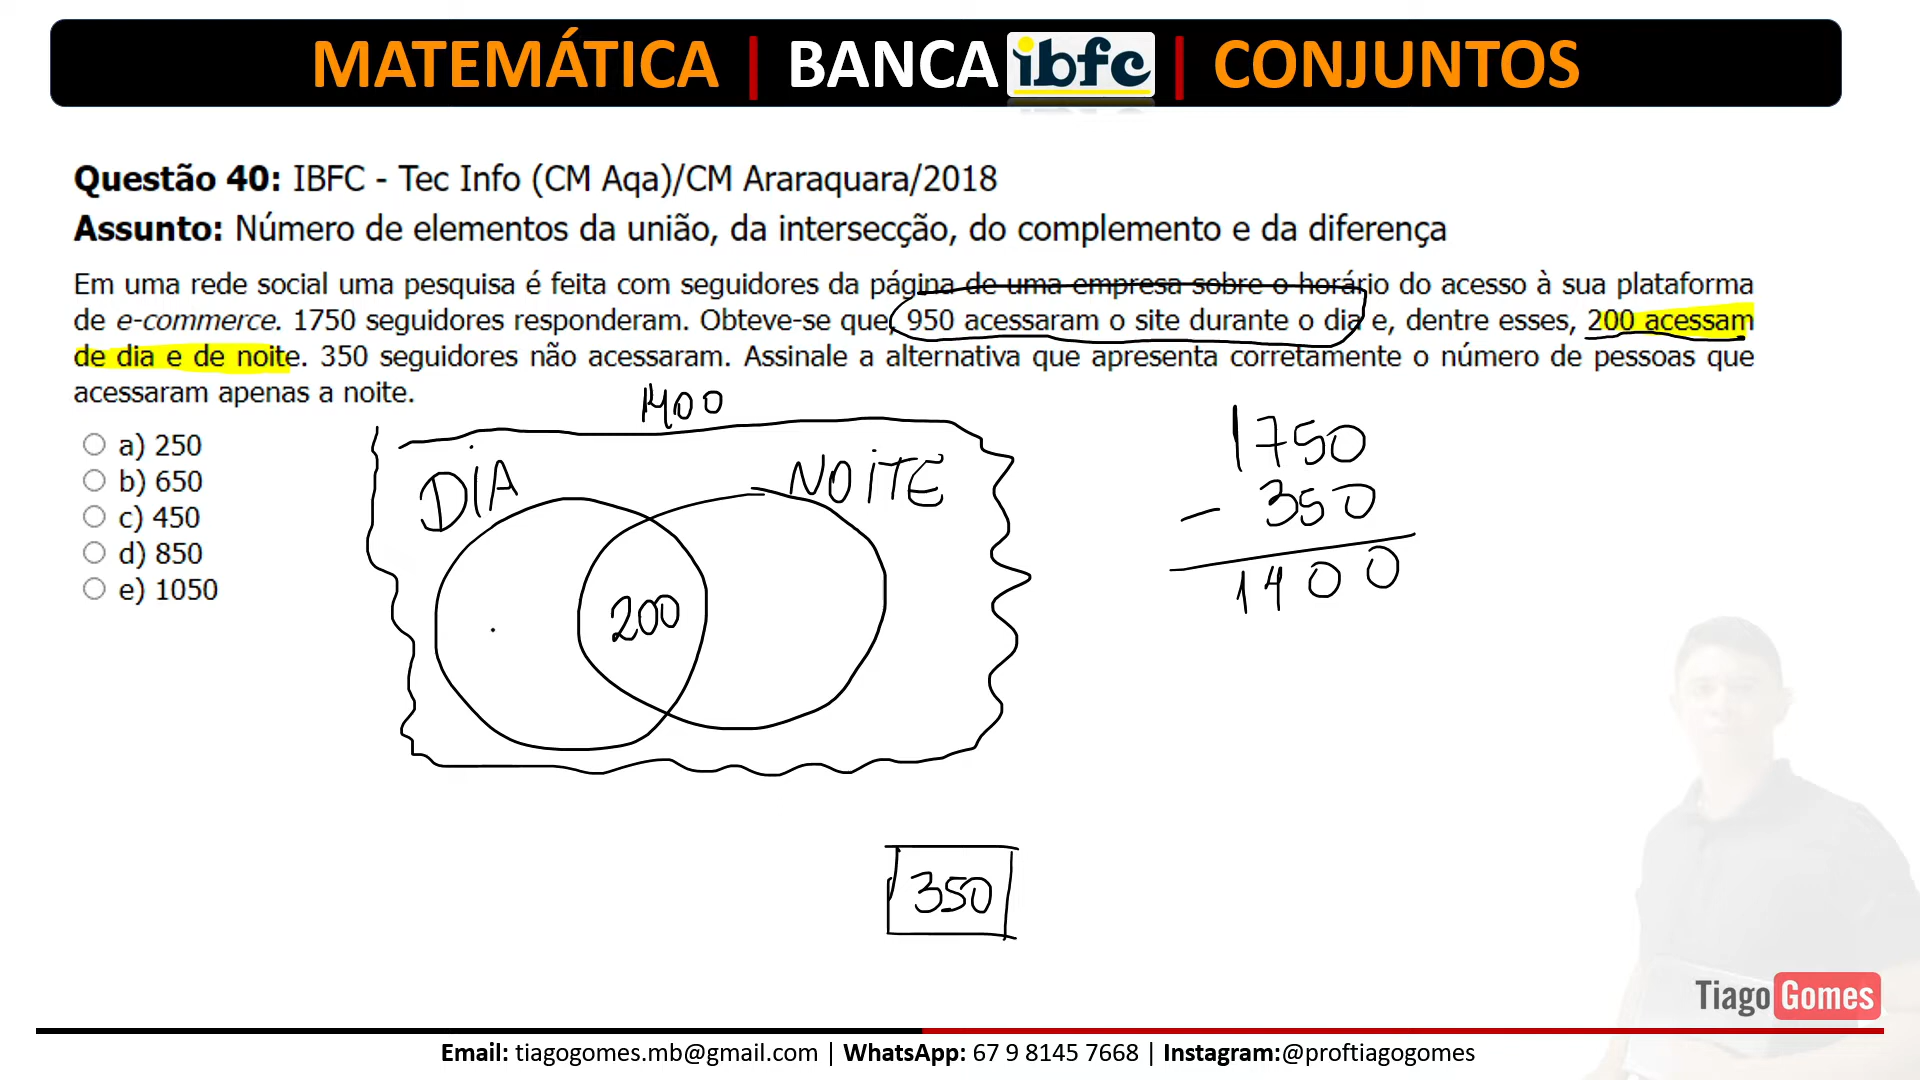 MATEMÁTICA | BANCA ibfc | CONJUNTOS
Questão 40: IBFC - Tec Info (CM Aqa)/CM Araraquara/2018
Assunto: Número de elementos da união, da intersecção, do complemento e da diferença
Em uma rede social uma pesquisa é feita com seguidores da página de uma empresa sobre o horário do acesso à sua plataforma
de e-commerce. 1750 seguidores responderam. Obteve-se que, 950 acessaram o site durante o dia e, dentre esses, 200 acessam
de dia e de noite. 350 seguidores não acessaram. Assinale a alternativa que apresenta corretamente o número de pessoas que
acessaram apenas a noite.
a) 250
b) 650
c) 450
d) 850
e) 1050
1400
DIA
NOITE
200
350
1750
- 350
1400
Tiago Gomes
Email: tiagogomes.mb@gmail.com | WhatsApp: 67 9 8145 7668 | Instagram:@proftiagogomes